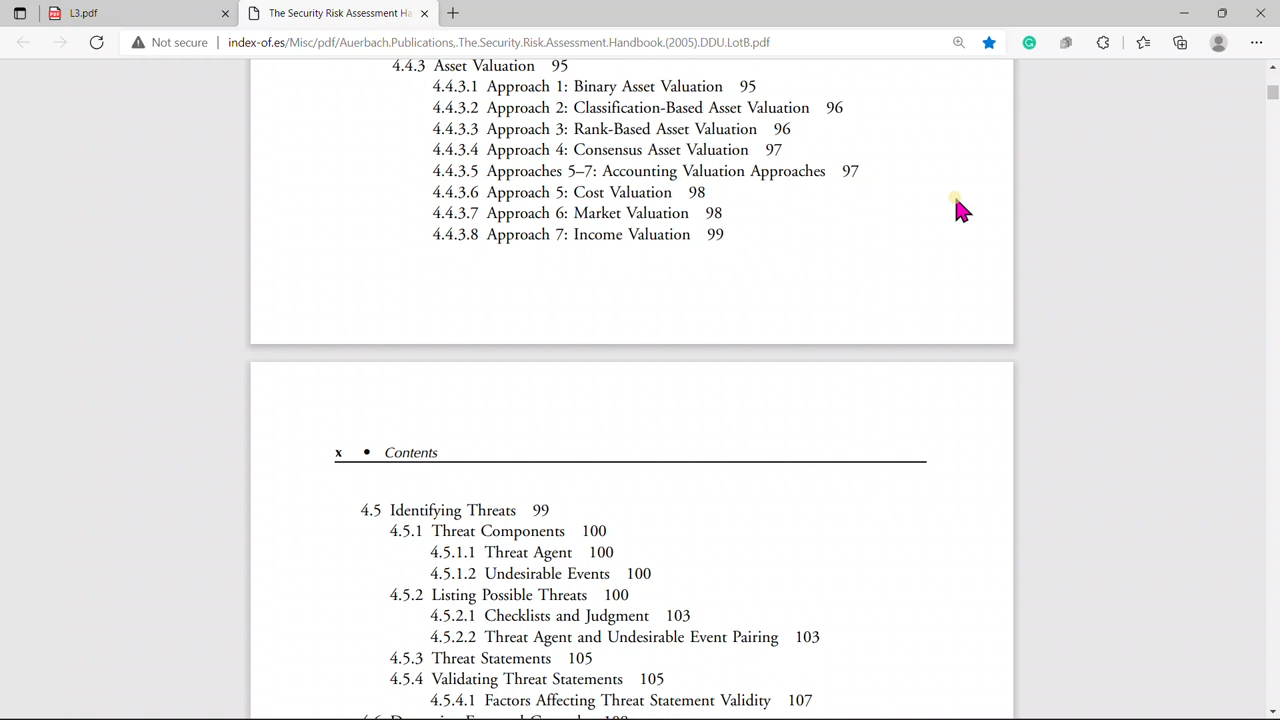 L3.pdf
The Security Risk Assessment Ha
Not secure
index-of.es/Misc/pdf/Auerbach.Publications,.The.Security.Risk.Assessment.Handbook.(2005).DDU.LotB.pdf
4.4.3 Asset Valuation 95
4.4.3.1 Approach 1: Binary Asset Valuation 95
4.4.3.2 Approach 2: Classification-Based Asset Valuation 96
4.4.3.3 Approach 3: Rank-Based Asset Valuation 96
4.4.3.4 Approach 4: Consensus Asset Valuation 97
4.4.3.5 Approaches 5–7: Accounting Valuation Approaches 97
4.4.3.6 Approach 5: Cost Valuation 98
4.4.3.7 Approach 6: Market Valuation 98
4.4.3.8 Approach 7: Income Valuation 99
x • Contents
4.5 Identifying Threats 99
4.5.1 Threat Components 100
4.5.1.1 Threat Agent 100
4.5.1.2 Undesirable Events 100
4.5.2 Listing Possible Threats 100
4.5.2.1 Checklists and Judgment 103
4.5.2.2 Threat Agent and Undesirable Event Pairing 103
4.5.3 Threat Statements 105
4.5.4 Validating Threat Statements 105
4.5.4.1 Factors Affecting Threat Statement Validity 107